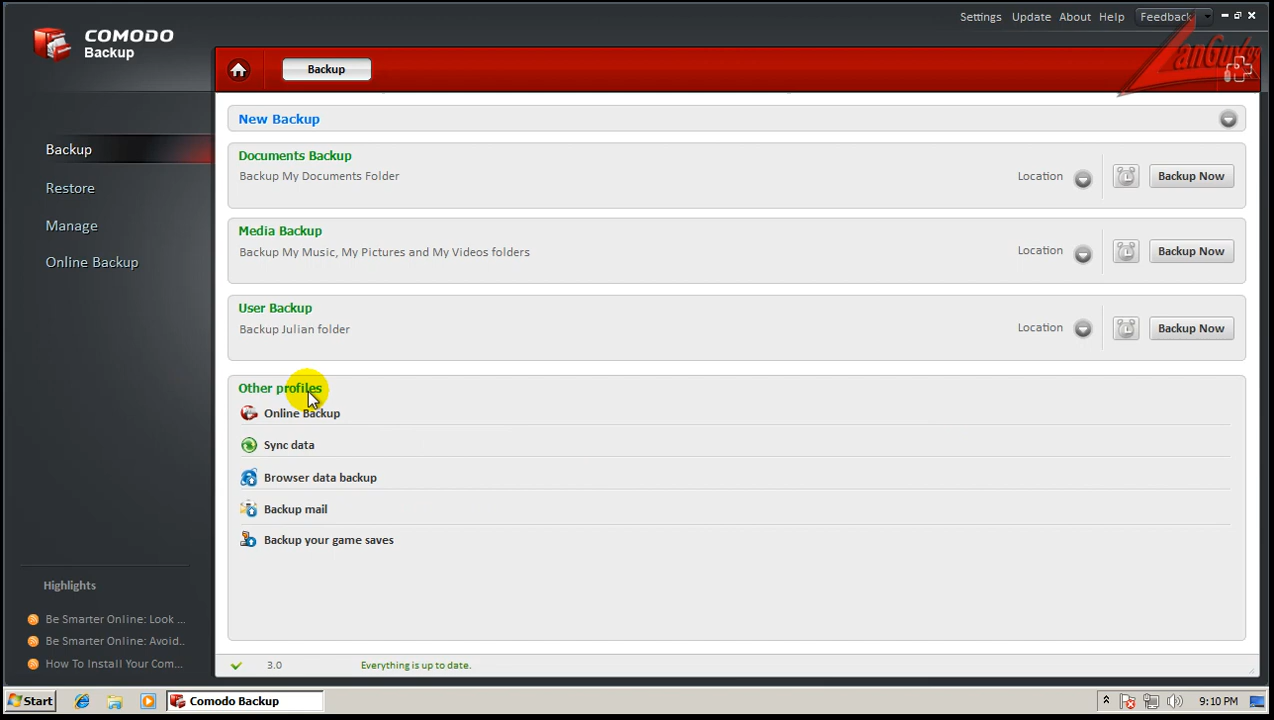 COMODO
Backup
Settings Update About Help Feedback
LanGuy99
Backup
Backup
Restore
Manage
Online Backup
New Backup
Documents Backup
Backup My Documents Folder
Location
Backup Now
Media Backup
Backup My Music, My Pictures and My Videos folders
Location
Backup Now
User Backup
Backup Julian folder
Location
Backup Now
Other profiles
Online Backup
Sync data
Browser data backup
Backup mail
Backup your game saves
Highlights
Be Smarter Online: Look ...
Be Smarter Online: Avoid..
How To Install Your Com...
3.0 Everything is up to date.
Start Comodo Backup 9:10 PM